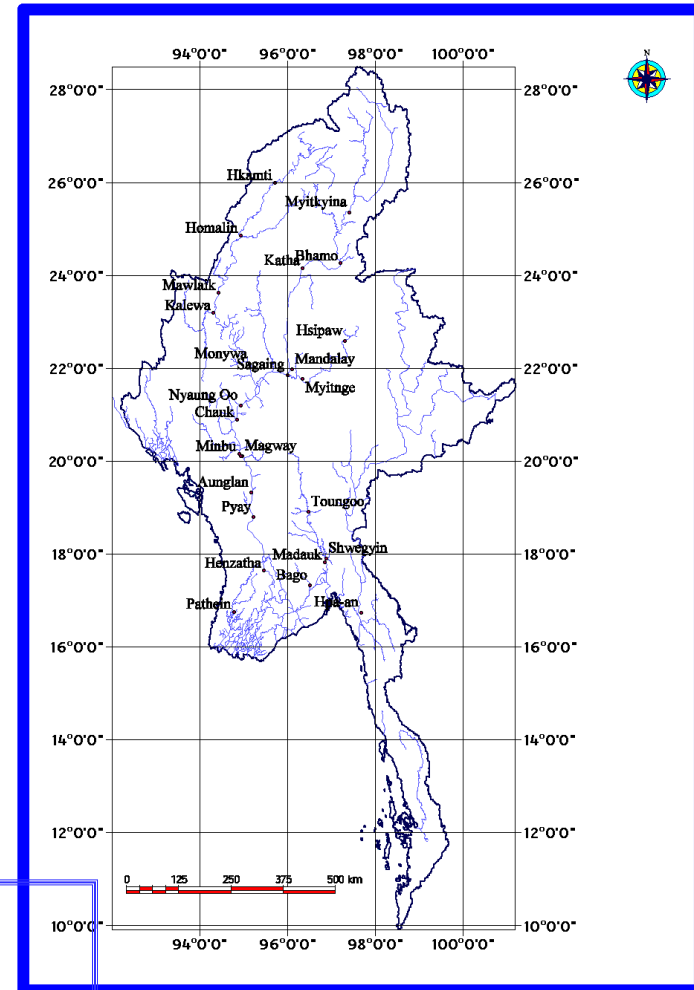 N
94°0'0" 96°0'0" 98°0'0" 100°0'0"
28°0'0" 28°0'0"
26°0'0" 26°0'0"
Hkamti
Myitkyina
Homalin
24°0'0" 24°0'0"
Katha Bhamo
Mawlaik
Kalewa
Hsipaw
22°0'0" 22°0'0"
Monywa
Sagaing Mandalay
Myitnge
Nyaung Oo
Chauk
Minbu Magway
20°0'0" 20°0'0"
Aunglan
Pyay
Toungoo
18°0'0" 18°0'0"
Madauk Shwegyin
Henzatha
Bago
Pathein
Hpa-an
16°0'0" 16°0'0"
14°0'0" 14°0'0"
12°0'0" 12°0'0"
0 125 250 375 500 km
10°0'0" 10°0'0"
94°0'0" 96°0'0" 98°0'0" 100°0'0"